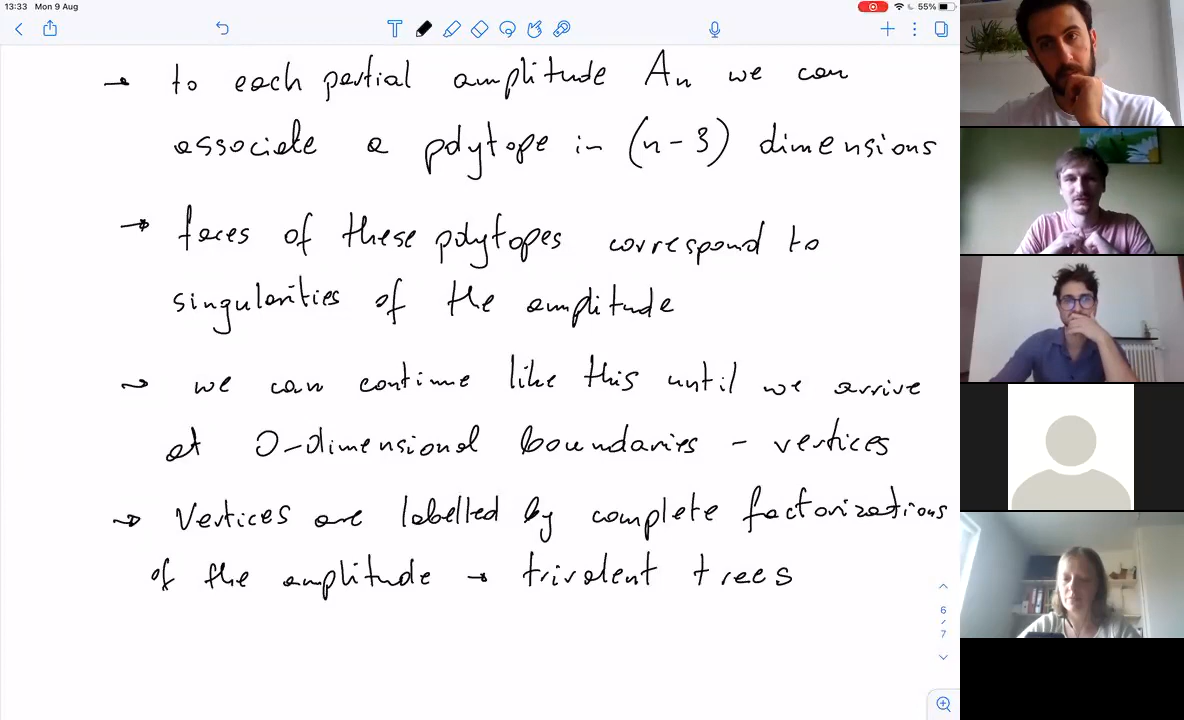 13:33 Mon 9 Aug
55%
→ to each partial amplitude An we can
associate a polytope in (n-3) dimensions
→ faces of these polytopes correspond to
singularities of the amplitude
→ we can continue like this until we arrive
at 0-dimensional boundaries - vertices
→ Vertices are labelled by complete factorizations
of the amplitude → trivalent trees
6
/
7